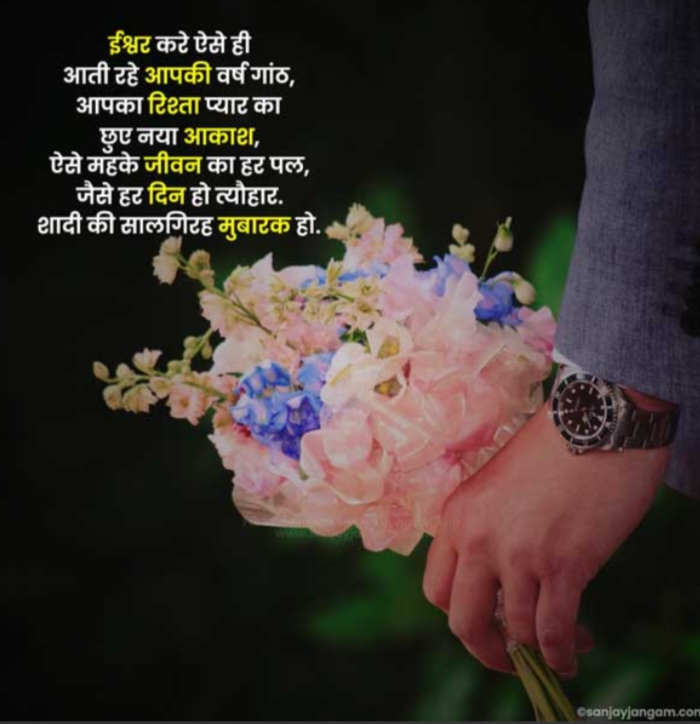 ईश्वर करे ऐसे ही
आती रहे आपकी वर्ष गांठ,
आपका रिश्ता प्यार का
छुए नया आकाश,
ऐसे महके जीवन का हर पल,
जैसे हर दिन हो त्यौहार.
शादी की सालगिरह मुबारक हो.
©sanjayjangam.com